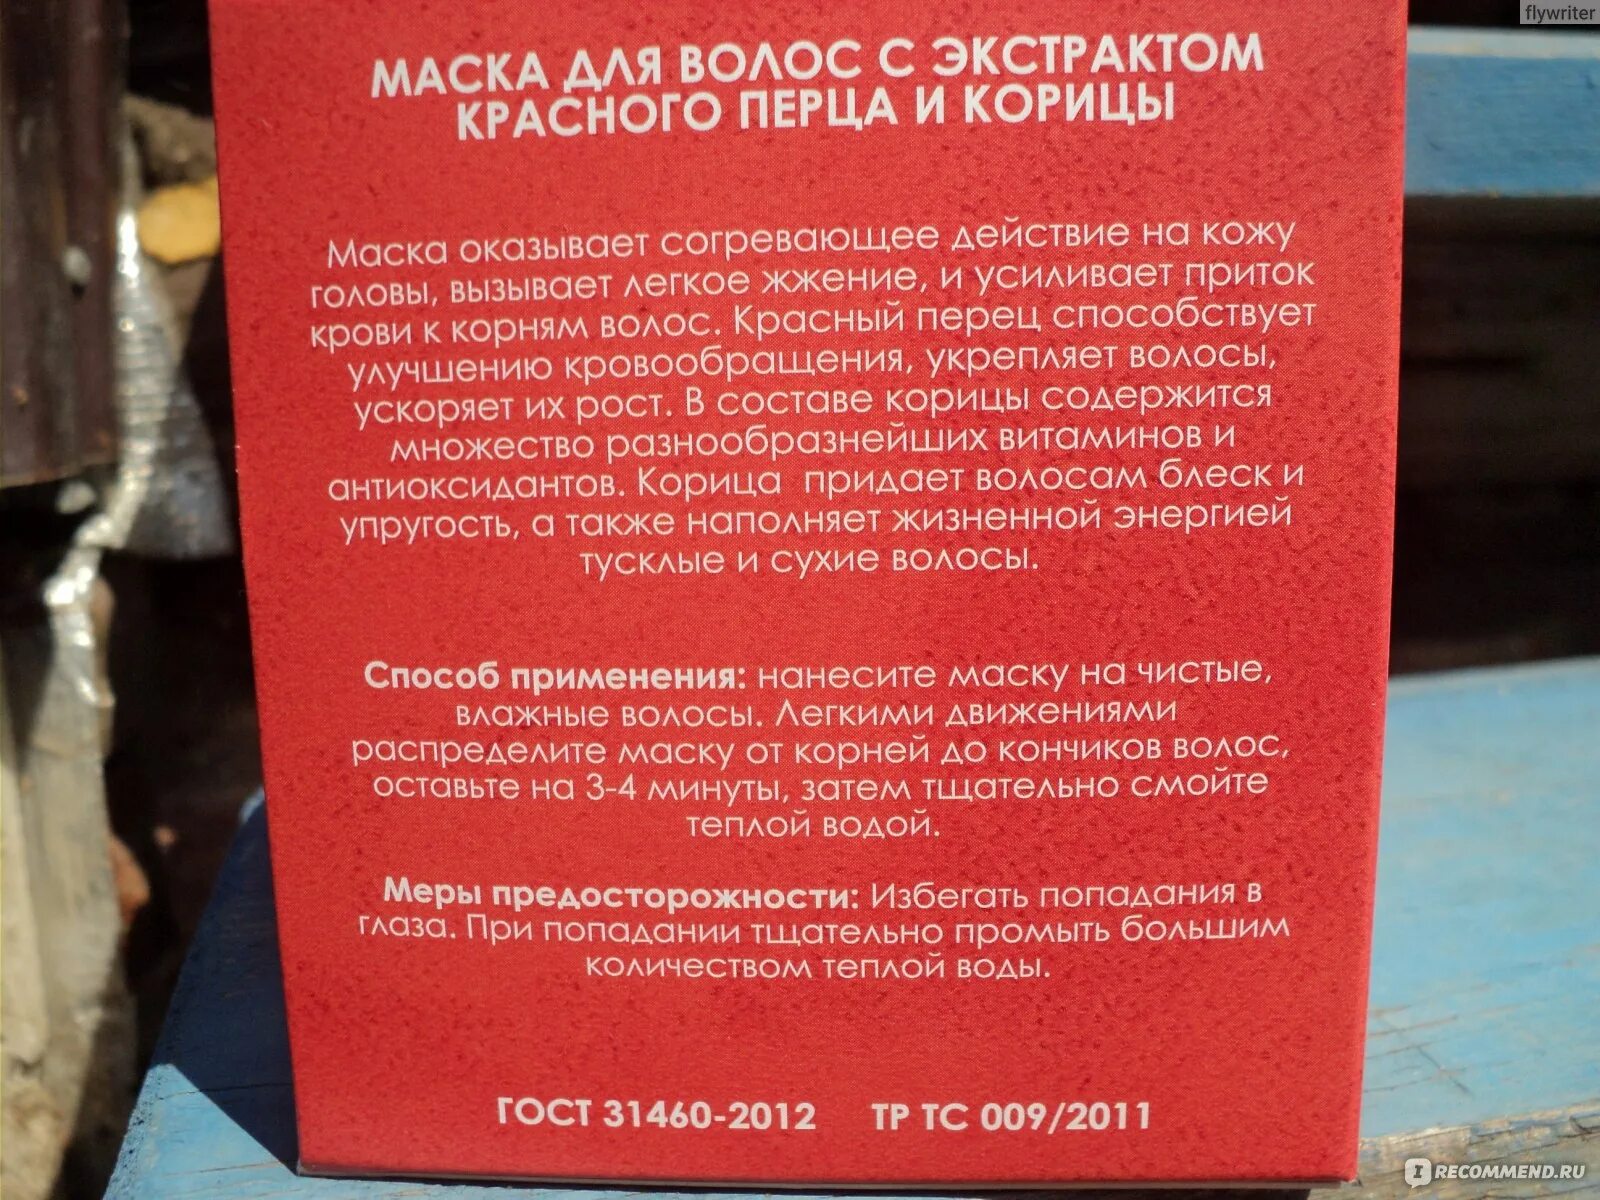 flywriter
МАСКА ДЛЯ ВОЛОС С ЭКСТРАКТОМ
КРАСНОГО ПЕРЦА И КОРИЦЫ
Маска оказывает согревающее действие на кожу
головы, вызывает легкое жжение, и усиливает приток
крови к корням волос. Красный перец способствует
улучшению кровообращения, укрепляет волосы,
ускоряет их рост. В составе корицы содержится
множество разнообразнейших витаминов и
антиоксидантов. Корица придает волосам блеск и
упругость, а также наполняет жизненной энергией
тусклые и сухие волосы.
Способ применения: нанесите маску на чистые,
влажные волосы. Легкими движениями
распределите маску от корней до кончиков волос,
оставьте на 3-4 минуты, затем тщательно смойте
теплой водой.
Меры предосторожности: Избегать попадания в
глаза. При попадании тщательно промыть большим
количеством теплой воды.
ГОСТ 31460-2012 ТР ТС 009/2011
RECOMMEND.RU